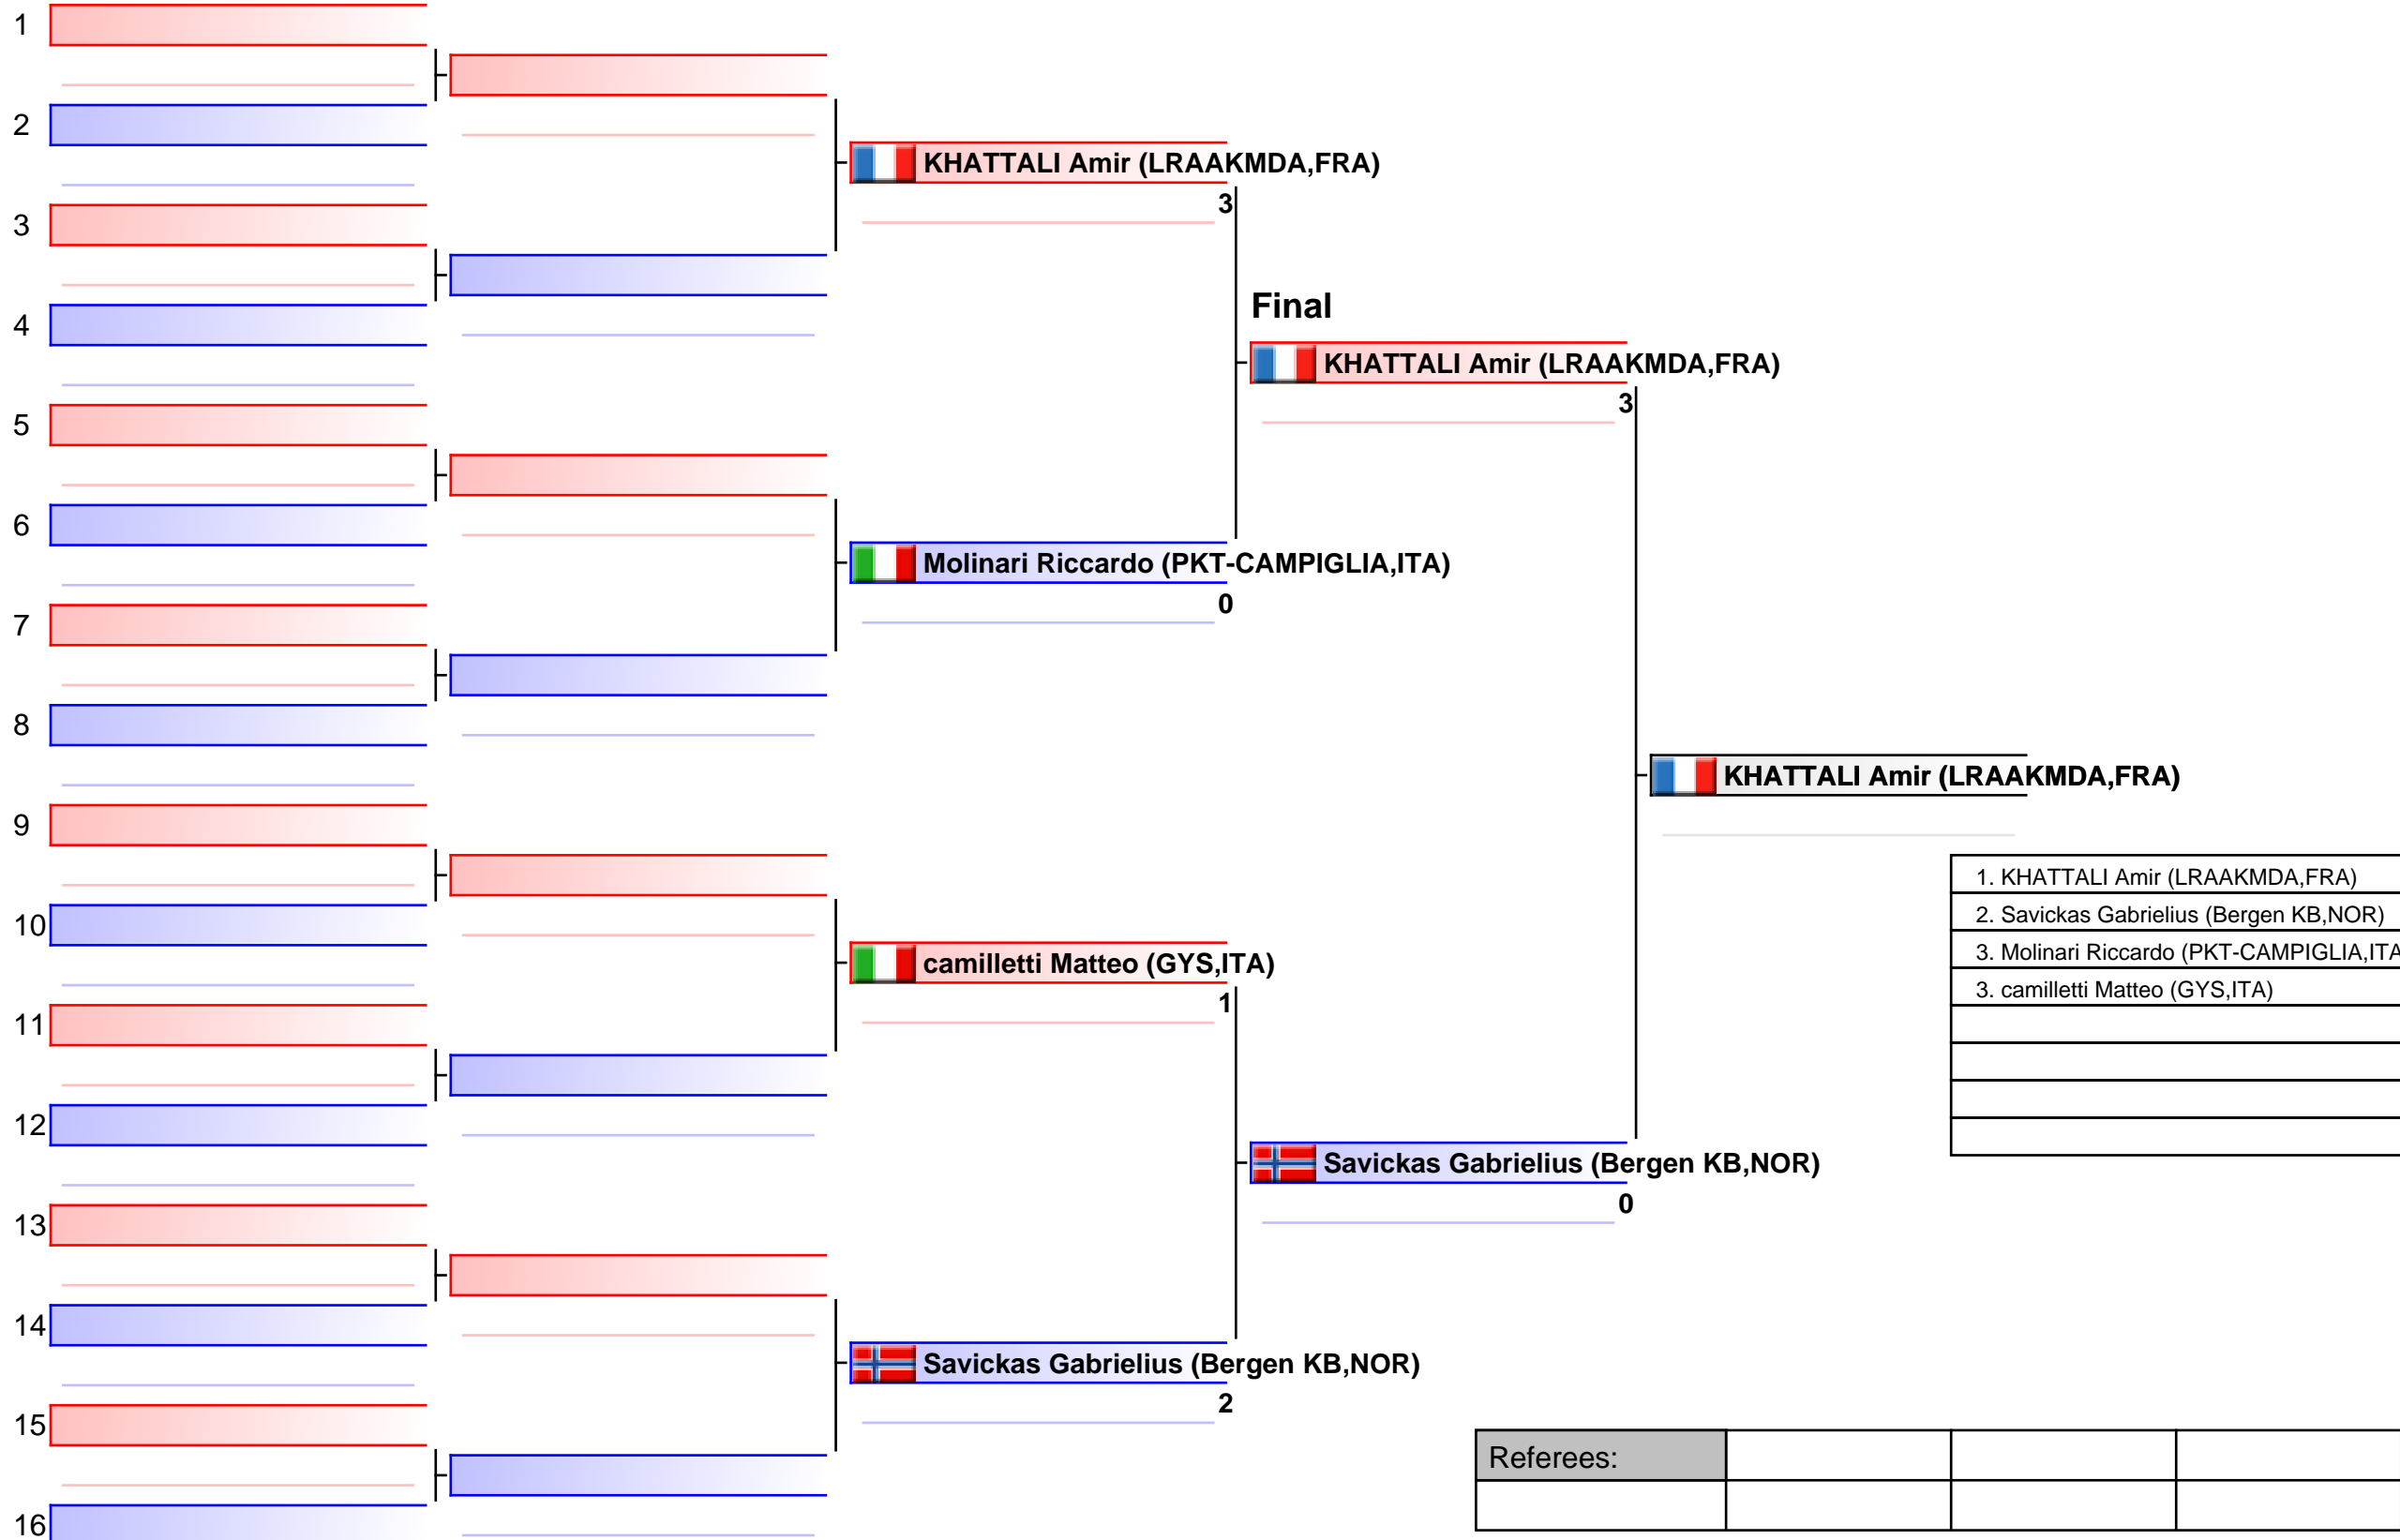 1
2
3
4
5
6
7
8
9
10
11
12
13
14
15
16
KHATTALI Amir (LRAAKMDA,FRA)
3
Molinari Riccardo (PKT-CAMPIGLIA,ITA)
0
camilletti Matteo (GYS,ITA)
1
Savickas Gabrielius (Bergen KB,NOR)
2
Final
KHATTALI Amir (LRAAKMDA,FRA)
3
Savickas Gabrielius (Bergen KB,NOR)
0
KHATTALI Amir (LRAAKMDA,FRA)
1. KHATTALI Amir (LRAAKMDA,FRA)
2. Savickas Gabrielius (Bergen KB,NOR)
3. Molinari Riccardo (PKT-CAMPIGLIA,ITA
3. camilletti Matteo (GYS,ITA)
Referees: